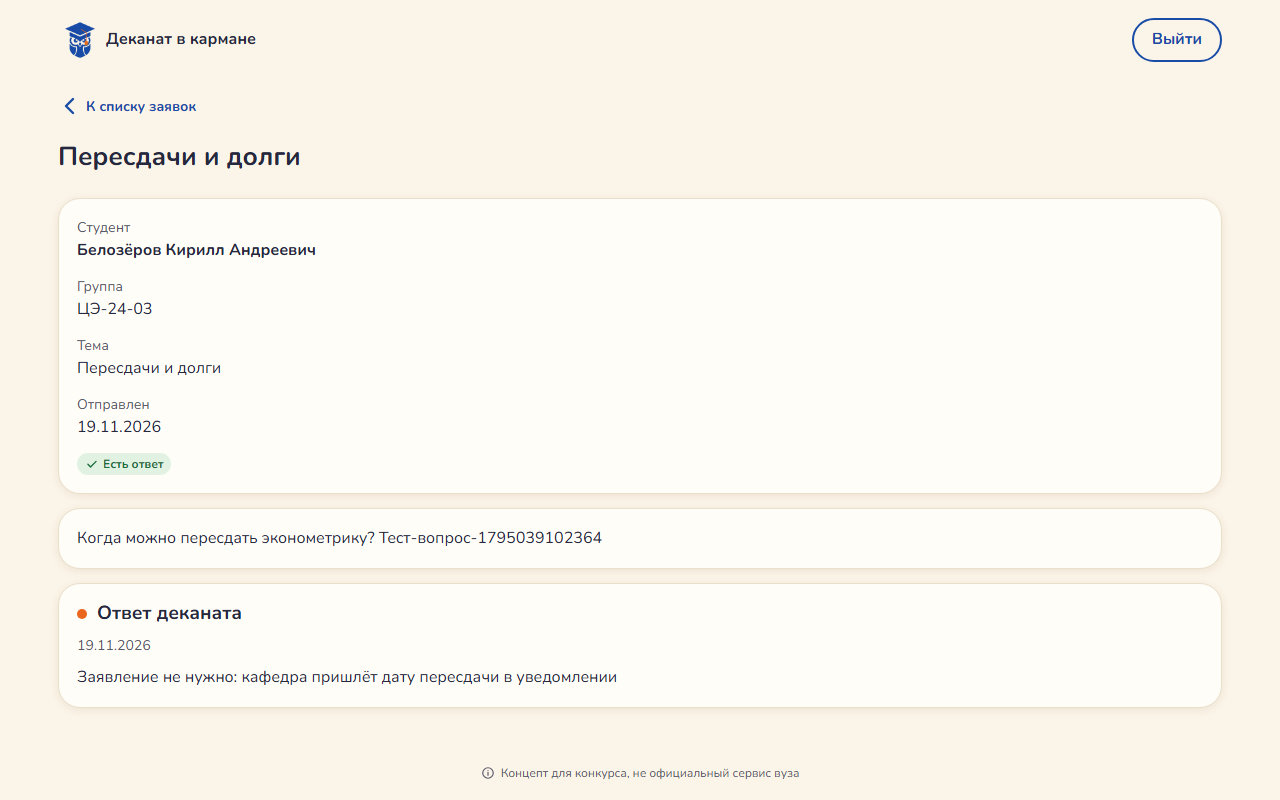 Деканат в кармане
Выйти
К списку заявок
Пересдачи и долги
Студент
Белозёров Кирилл Андреевич
Группа
ЦЭ-24-03
Тема
Пересдачи и долги
Отправлен
19.11.2026
Есть ответ
Когда можно пересдать эконометрику? Тест-вопрос-1795039102364
Ответ деканата
19.11.2026
Заявление не нужно: кафедра пришлёт дату пересдачи в уведомлении
Концепт для конкурса, не официальный сервис вуза